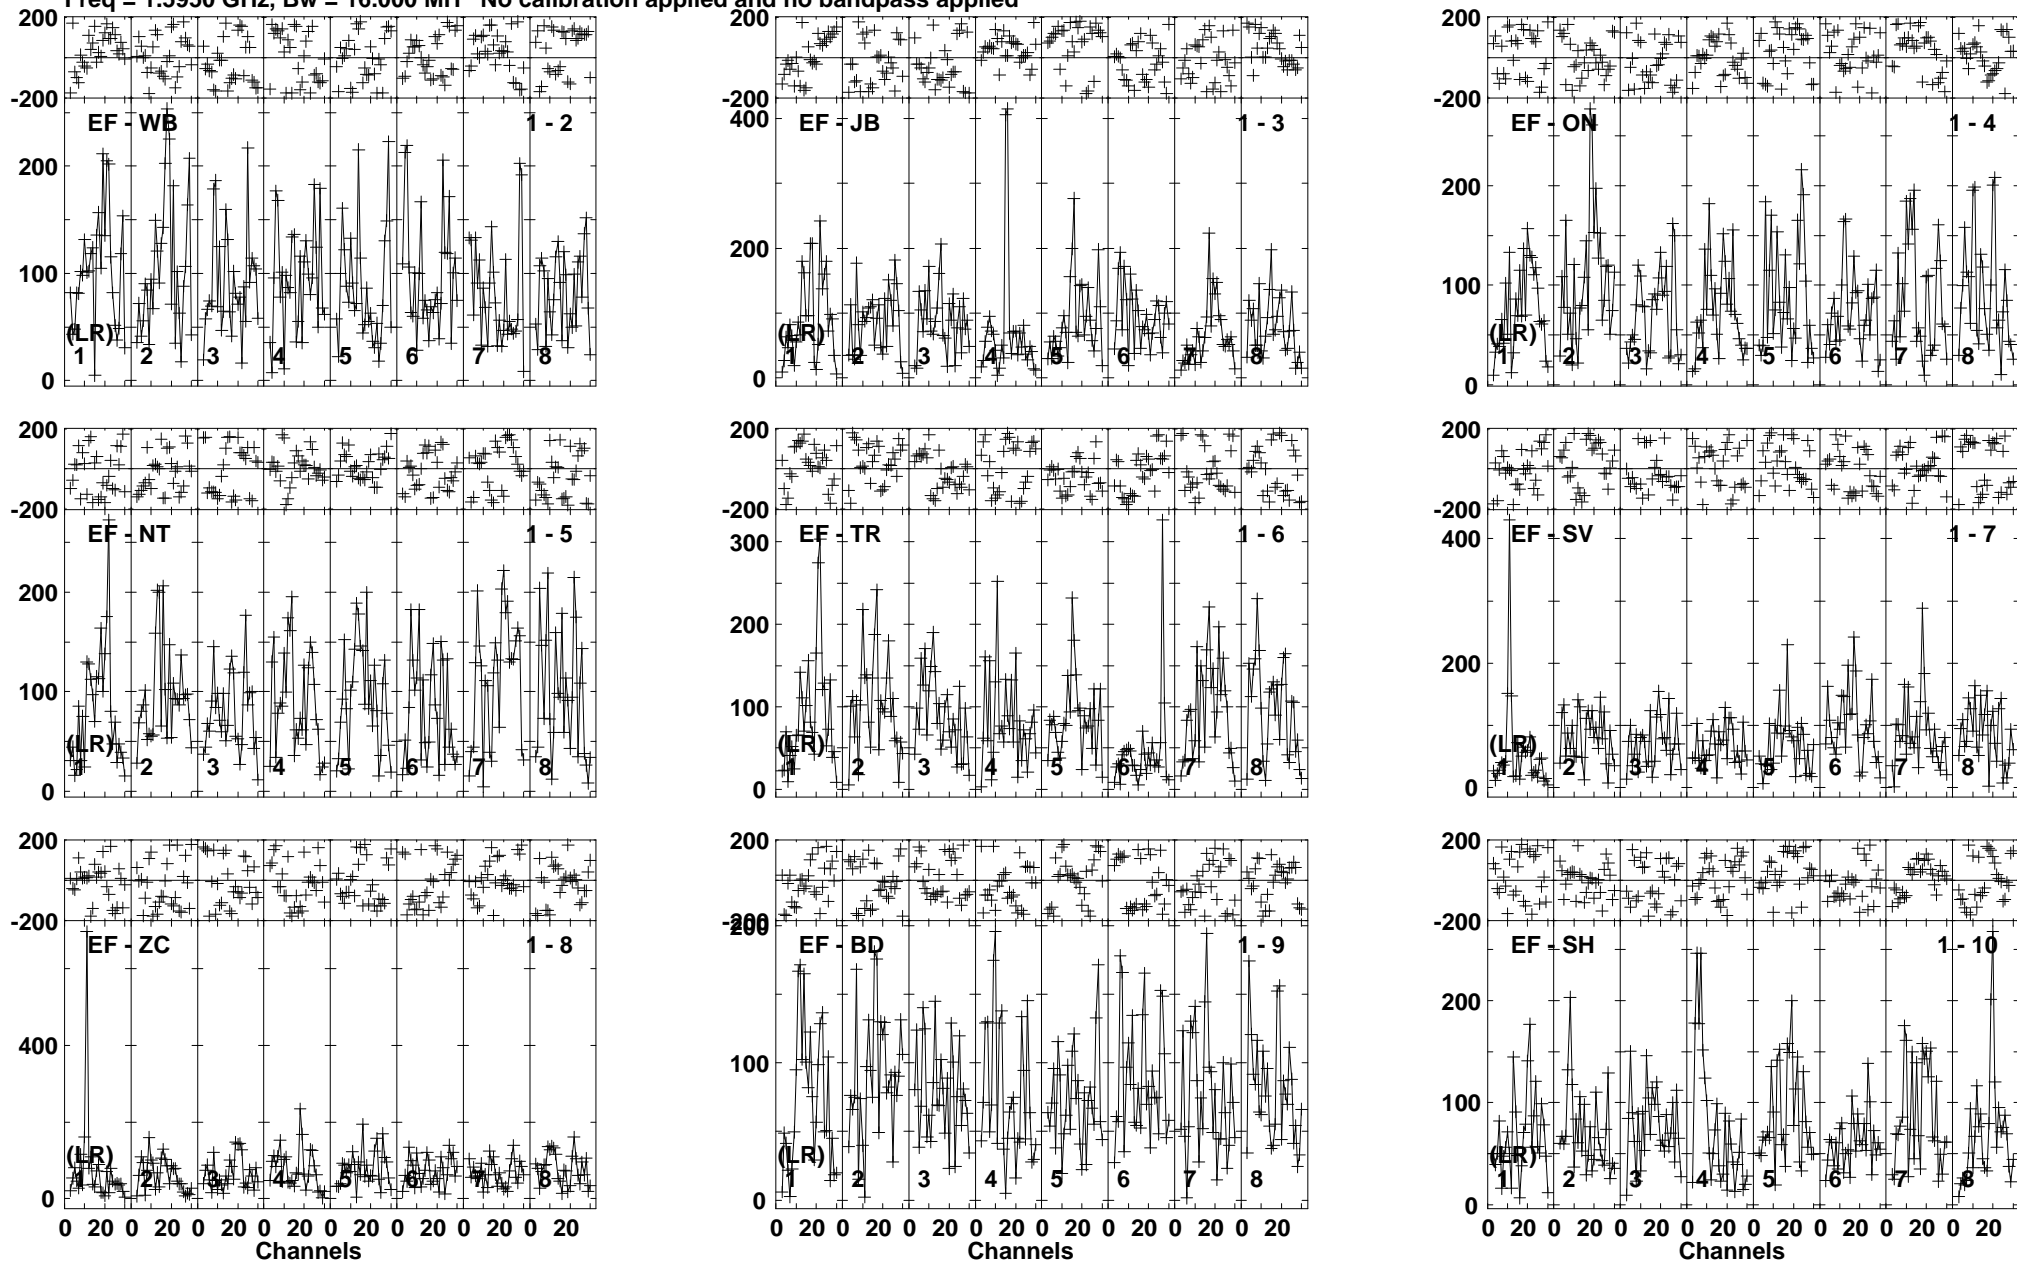 Freq = 1.5950 GHz, Bw = 16.000 MH No calibration applied and no bandpass applied
200 200 200
-200 -200 -200
EF - WB 1 - 2 EF - JB 1 - 3 EF - ON 1 - 4
400
200 200
200
100 100
(LR) (LR) (LR)
1 2 3 4 5 6 7 8 1 2 3 4 5 6 7 8 1 2 3 4 5 6 7 8
0 0 0
200 200 200
-200 -200 -200
EF - NT 1 - 5 EF - TR 1 - 6 EF - SV 1 - 7
300 400
200 200 200
100 100
(LR) (LR) (LR)
1 2 3 4 5 6 7 8 1 2 3 4 5 6 7 8 1 2 3 4 5 6 7 8
0 0 0
200 200 200
-200 -200 -200
200
EF - ZC 1 - 8 EF - BD 1 - 9 EF - SH 1 - 10
400 100 200
100
(LR) (LR) (LR)
1 2 3 4 5 6 7 8 1 2 3 4 5 6 7 8 1 2 3 4 5 6 7 8
0 0 0
0 20 0 20 0 20 0 20 0 20 0 20 0 20 0 20 0 20 0 20 0 20 0 20 0 20 0 20 0 20 0 20 0 20 0 20 0 20 0 20 0 20 0 20 0 20 0 20
Channels Channels Channels